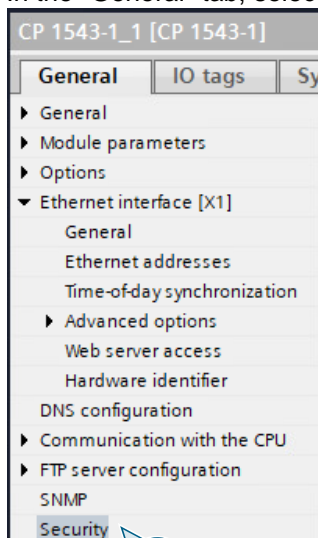 In the "General" tab, selec
CP 1543-1_1 [CP 1543-1]
General IO tags Sy
General
Module parameters
Options
Ethernet interface [X1]
General
Ethernet addresses
Time-of-day synchronization
Advanced options
Web server access
Hardware identifier
DNS configuration
Communication with the CPU
FTP server configuration
SNMP
Security